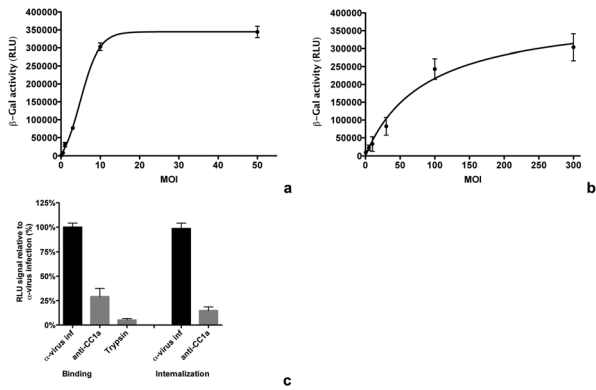 400000
350000
300000
250000
200000
150000
100000
50000
0
β-Gal activity (RLU)
0
10
20
30
40
50
MOI
a
400000
350000
300000
250000
200000
150000
100000
50000
0
β-Gal activity (RLU)
0
50
100
150
200
250
300
MOI
b
125%
100%
75%
50%
25%
0%
RLU signal relative to
α-virus infection (%)
α-virus inf
anti-CC1a
Trypsin
α-virus inf
anti-CC1a
Binding
Internalization
c